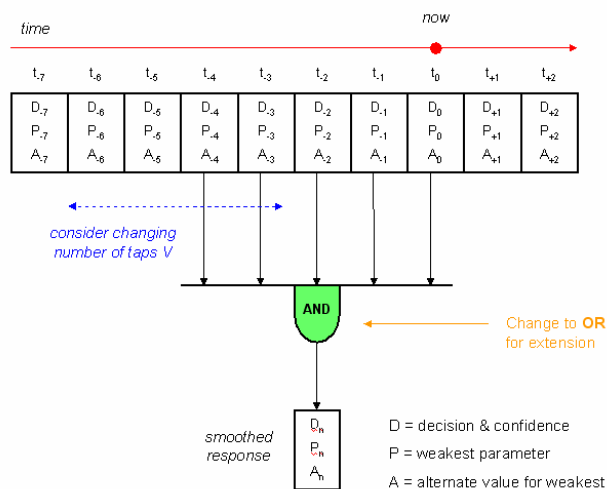 now
time
t-7 t-6 t-5 t-4 t-3 t-2 t-1 t0 t+1 t+2
D-7 D-6 D-5 D-4 D-3 D-2 D-1 D0 D+1 D+2
P-7 P-6 P-5 P-4 P-3 P-2 P-1 P0 P+1 P+2
A-7 A-6 A-5 A-4 A-3 A-2 A-1 A0 A+1 A+2
consider changing
number of taps V
AND
Change to OR
for extension
smoothed
response
Dn
Pn
An
D = decision & confidence
P = weakest parameter
A = alternate value for weakest